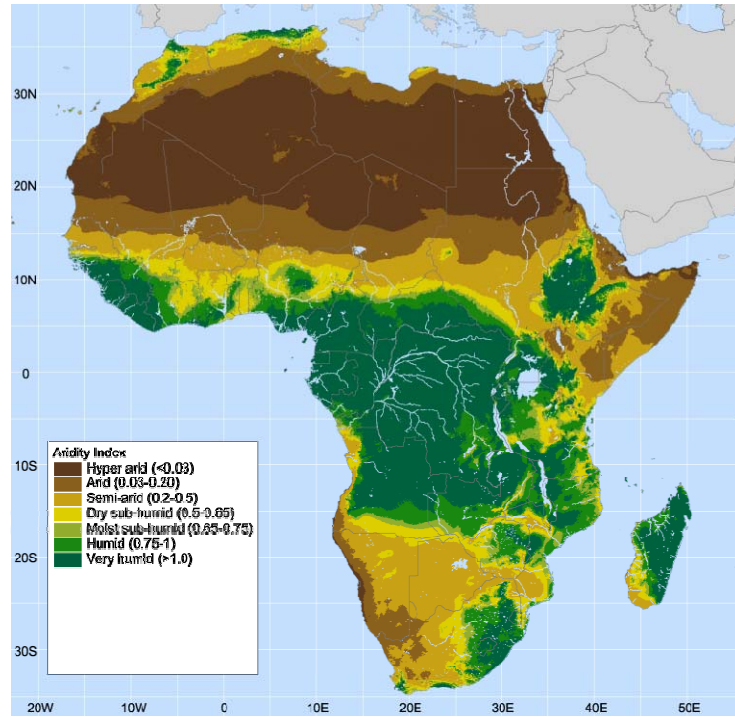 30N
20N
10N
0
10S
20S
30S
Aridity Index
Hyper arid (<0.03)
Arid (0.03-0.20)
Semi-arid (0.2-0.5)
Dry sub-humid (0.5-0.65)
Moist sub-humid (0.65-0.75)
Humid (0.75-1)
Very humid (>1.0)
20W 10W 0 10E 20E 30E 40E 50E